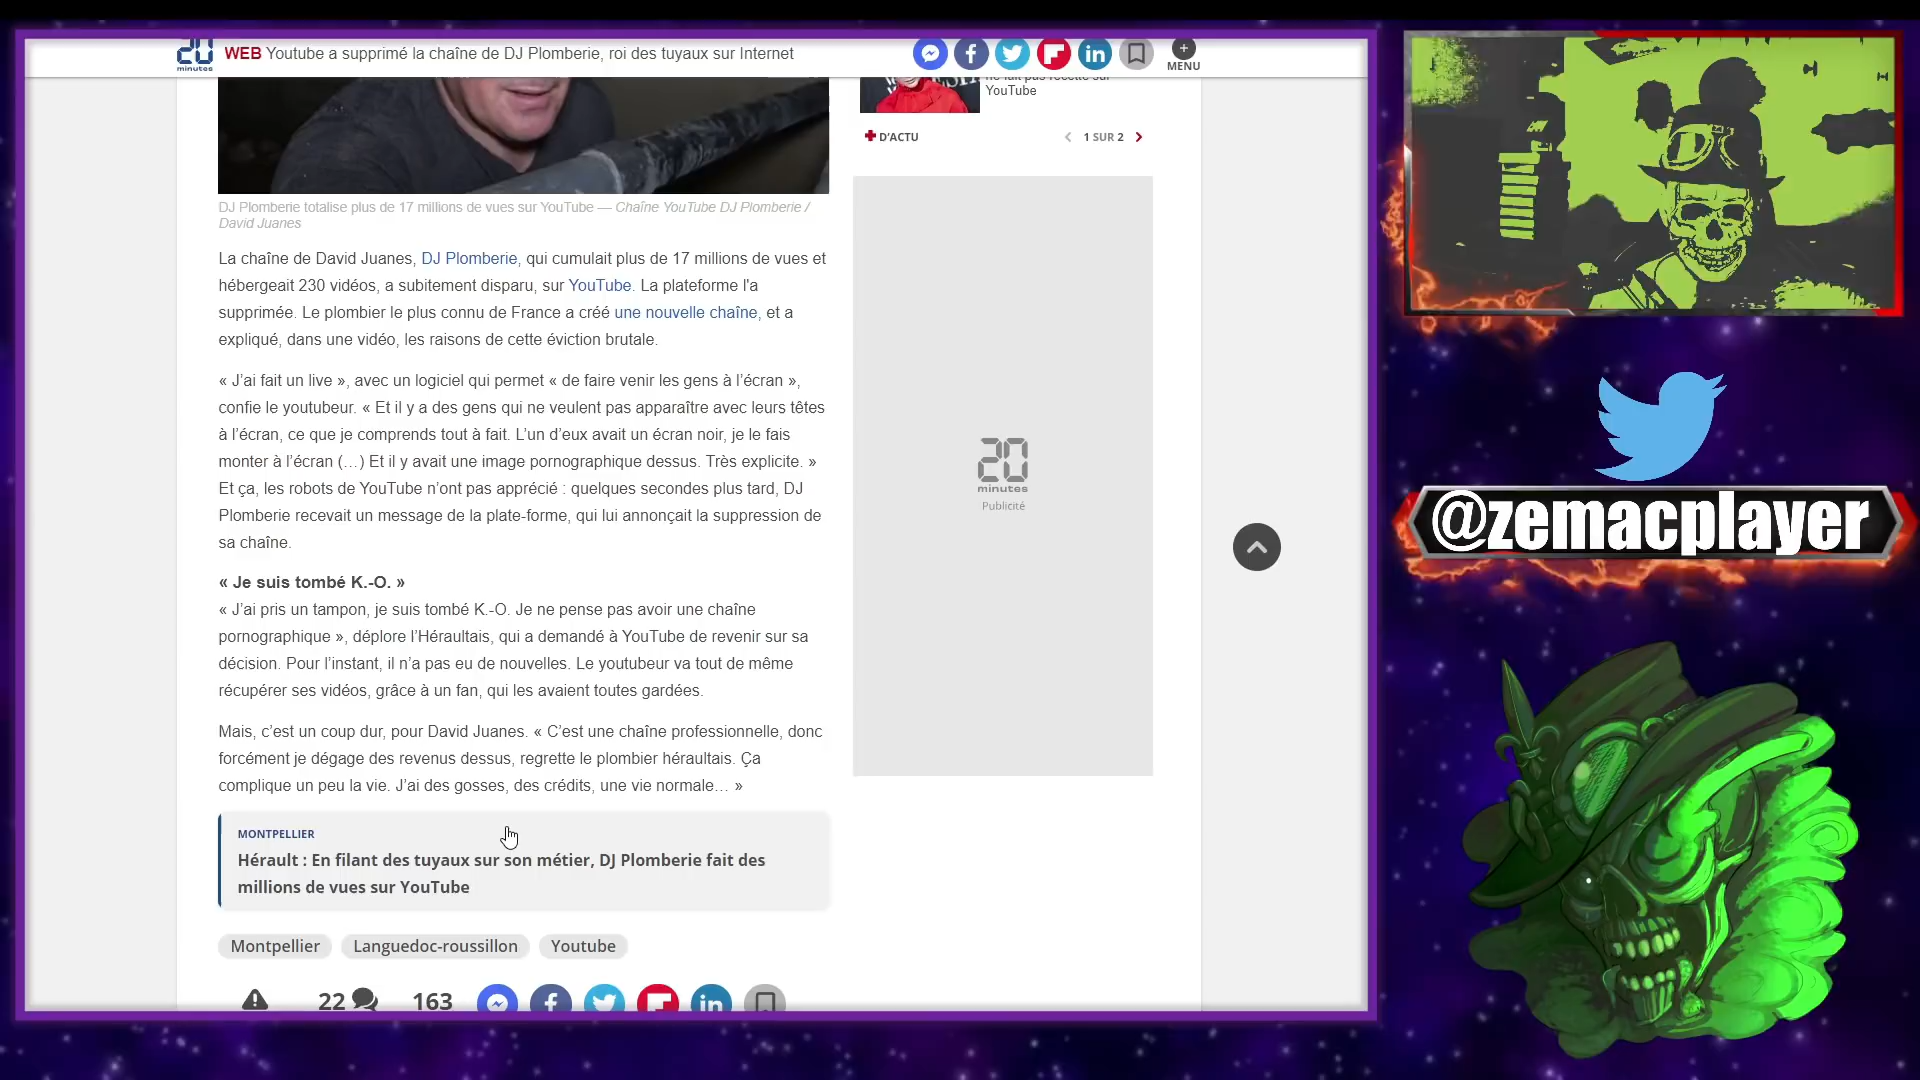 20
minutes
WEB Youtube a supprimé la chaîne de DJ Plomberie, roi des tuyaux sur Internet
MENU
YouTube
D'ACTU
1 SUR 2
DJ Plomberie totalise plus de 17 millions de vues sur YouTube — Chaîne YouTube DJ Plomberie /
David Juanes
La chaîne de David Juanes, DJ Plomberie, qui cumulait plus de 17 millions de vues et
hébergeait 230 vidéos, a subitement disparu, sur YouTube. La plateforme l'a
supprimée. Le plombier le plus connu de France a créé une nouvelle chaîne, et a
expliqué, dans une vidéo, les raisons de cette éviction brutale.
« J'ai fait un live », avec un logiciel qui permet « de faire venir les gens à l'écran »,
confie le youtubeur. « Et il y a des gens qui ne veulent pas apparaître avec leurs têtes
à l'écran, ce que je comprends tout à fait. L'un d'eux avait un écran noir, je le fais
monter à l'écran (…) Et il y avait une image pornographique dessus. Très explicite. »
Et ça, les robots de YouTube n'ont pas apprécié : quelques secondes plus tard, DJ
Plomberie recevait un message de la plate-forme, qui lui annonçait la suppression de
sa chaîne.
« Je suis tombé K.-O. »
« J'ai pris un tampon, je suis tombé K.-O. Je ne pense pas avoir une chaîne
pornographique », déplore l'Héraultais, qui a demandé à YouTube de revenir sur sa
décision. Pour l'instant, il n'a pas eu de nouvelles. Le youtubeur va tout de même
récupérer ses vidéos, grâce à un fan, qui les avaient toutes gardées.
Mais, c'est un coup dur, pour David Juanes. « C'est une chaîne professionnelle, donc
forcément je dégage des revenus dessus, regrette le plombier héraultais. Ça
complique un peu la vie. J'ai des gosses, des crédits, une vie normale… »
MONTPELLIER
Hérault : En filant des tuyaux sur son métier, DJ Plomberie fait des
millions de vues sur YouTube
Montpellier Languedoc-roussillon Youtube
22 163
20
minutes
Publicité
@zemacplayer